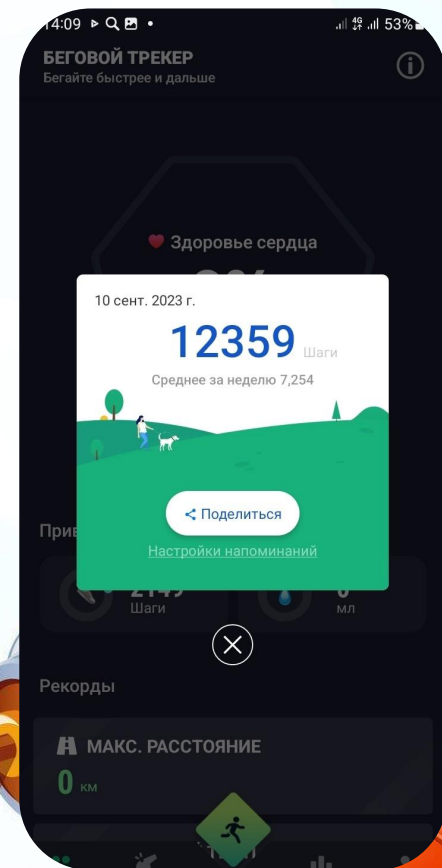 14:09
4G
53%
БЕГОВОЙ ТРЕКЕР
Бегайте быстрее и дальше
Здоровье сердца
10 сент. 2023 г.
12359 Шаги
Среднее за неделю 7,254
Поделиться
Настройки напоминаний
Шаги
мл
Рекорды
МАКС. РАССТОЯНИЕ
0 км